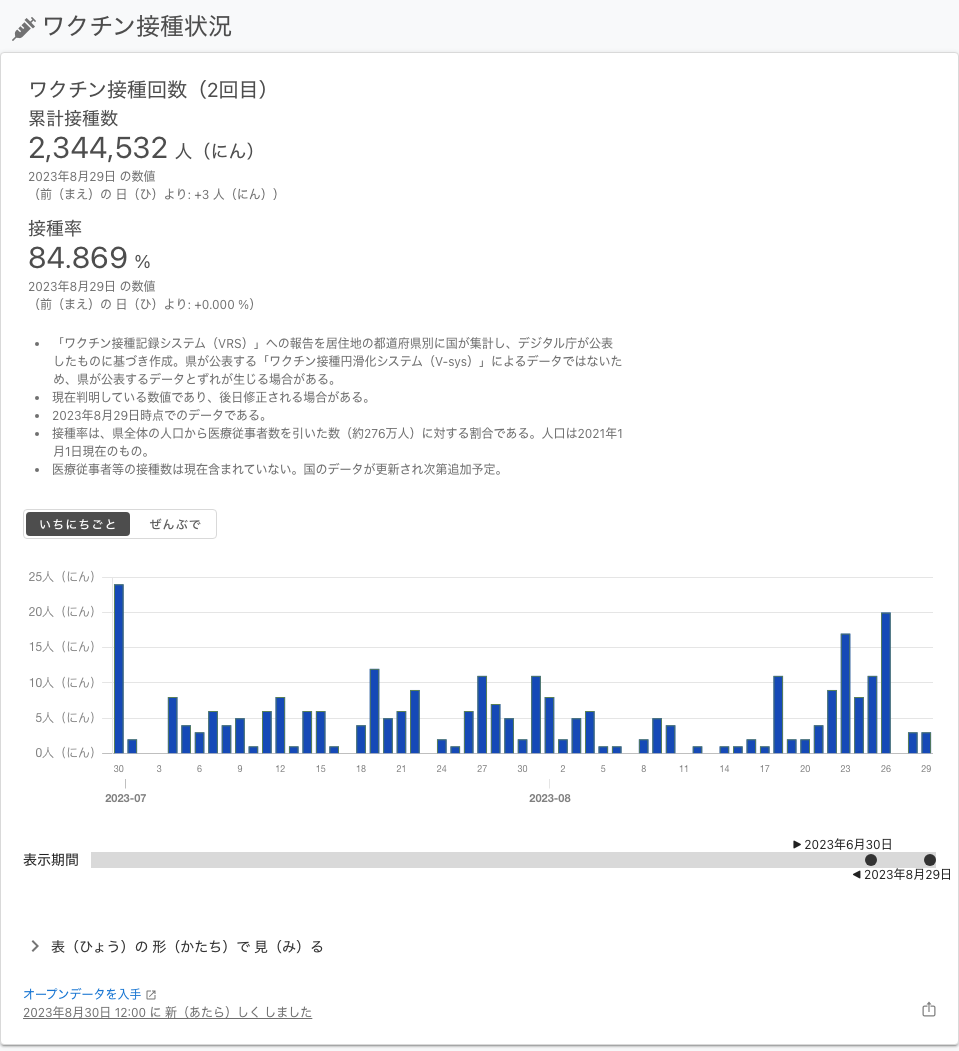 ワクチン接種状況
ワクチン接種回数（2回目）
累計接種数
2,344,532 人（にん）
2023年8月29日 の数値
（前（まえ）の 日（ひ）より: +3 人（にん））
接種率
84.869 %
2023年8月29日 の数値
（前（まえ）の 日（ひ）より: +0.000 %）
• 「ワクチン接種記録システム（VRS）」への報告を居住地の都道府県別に国が集計し、デジタル庁が公表
したものに基づき作成。県が公表する「ワクチン接種円滑化システム（V-sys）」によるデータではないた
め、県が公表するデータとずれが生じる場合がある。
• 現在判明している数値であり、後日修正される場合がある。
• 2023年8月29日時点でのデータである。
• 接種率は、県全体の人口から医療従事者数を引いた数（約276万人）に対する割合である。人口は2021年1
月1日現在のもの。
• 医療従事者等の接種数は現在含まれていない。国のデータが更新され次第追加予定。
いちにちごと ぜんぶで
25人（にん）
20人（にん）
15人（にん）
10人（にん）
5人（にん）
0人（にん）
30 3 6 9 12 15 18 21 24 27 30 2 5 8 11 14 17 20 23 26 29
2023-07 2023-08
▶ 2023年6月30日
表示期間
◀ 2023年8月29日
表（ひょう）の 形（かたち）で 見（み）る
オープンデータを入手
2023年8月30日 12:00 に 新（あたら）しく しました